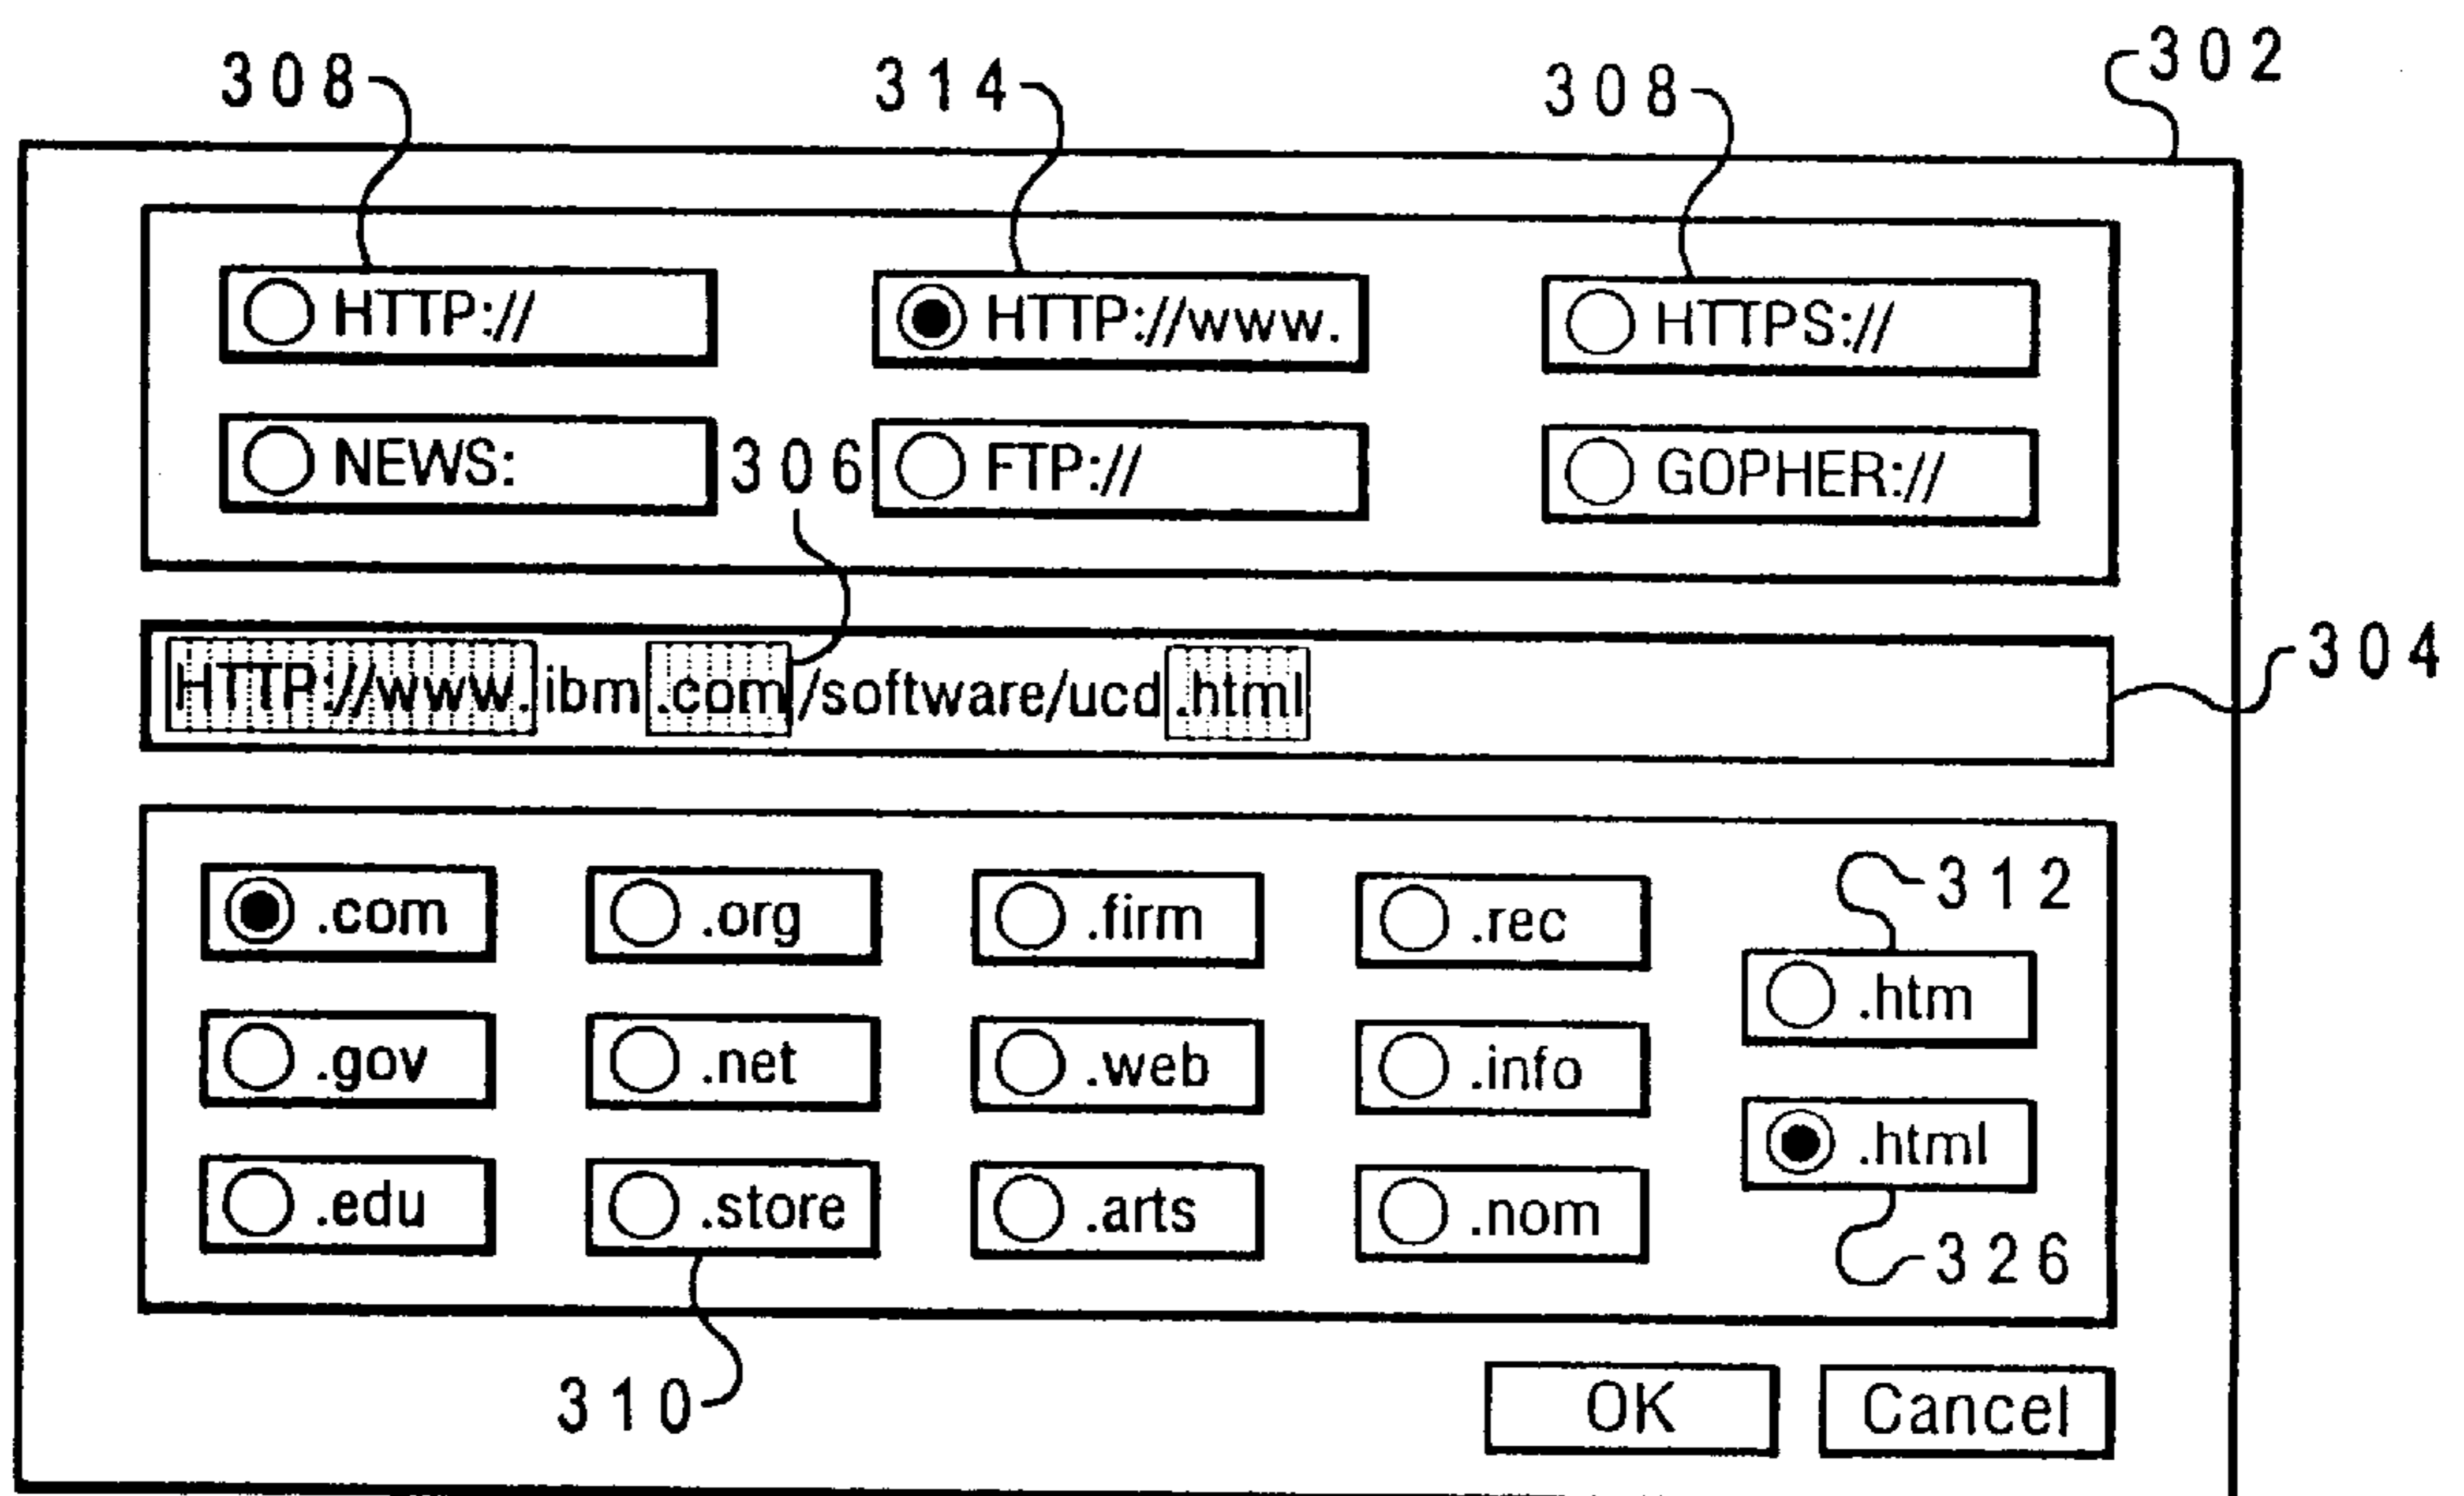 308 314 308 302
HTTP:// HTTP://www. HTTPS://
NEWS: 306 FTP:// GOPHER://
HTTP://www.ibm.com/software/ucd.html 304
.com .org .firm .rec 312
.htm
.gov .net .web .info
.html
.edu .store .arts .nom
326
310 OK Cancel